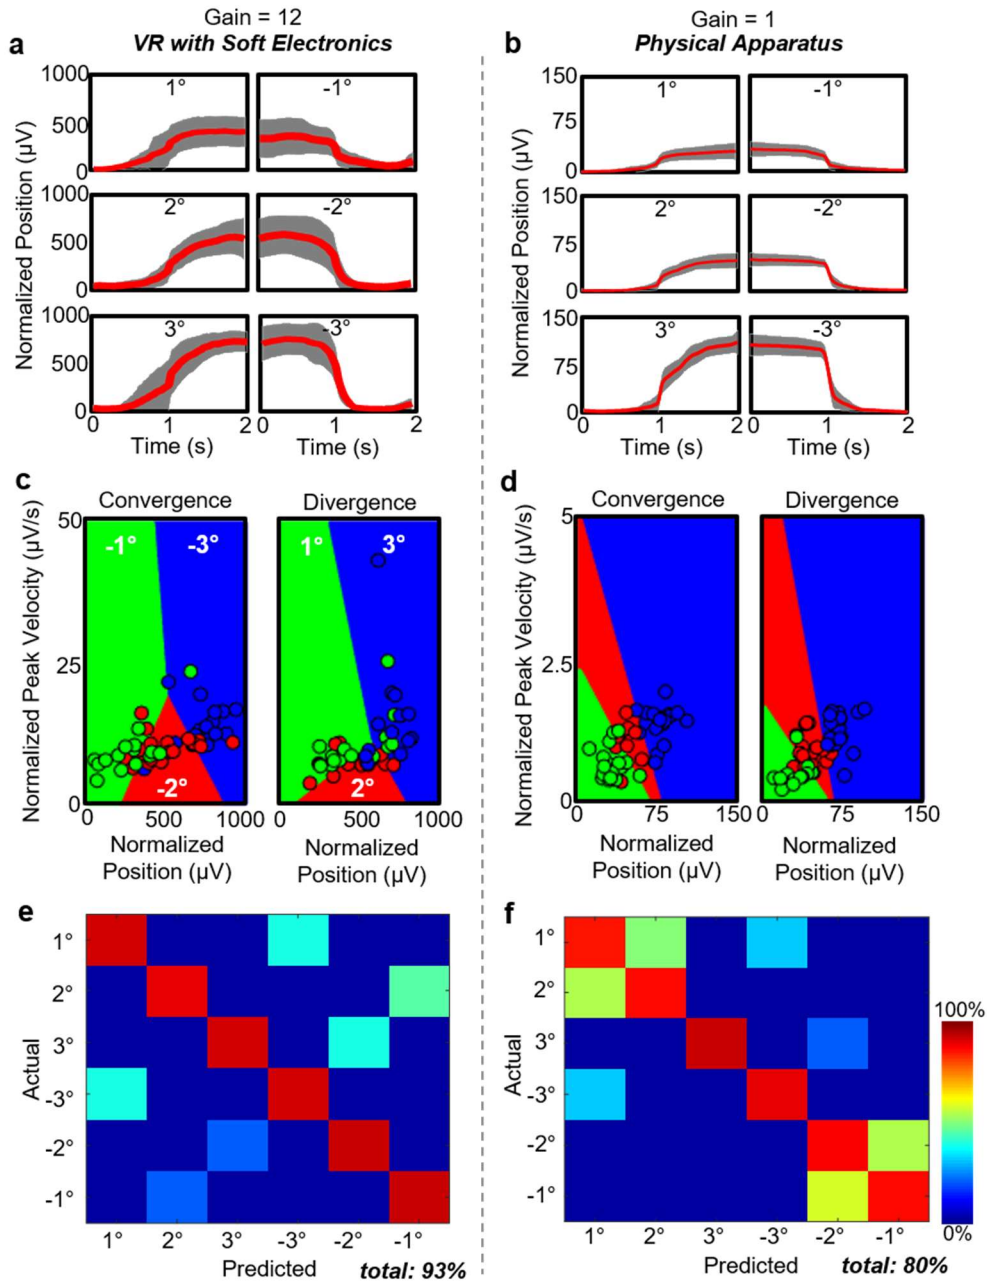 Gain = 12
VR with Soft Electronics
a
1000
500
0
1°
-1°
1000
500
0
2°
-2°
1000
500
0
3°
-3°
0 1 2 0 1 2
Time (s) Time (s)
Normalized Position (µV)
Gain = 1
Physical Apparatus
b
150
75
0
1°
-1°
150
75
0
2°
-2°
150
75
0
3°
-3°
0 1 2 0 1 2
Time (s) Time (s)
Normalized Position (µV)
c
Convergence Divergence
50
25
0
-1° -3° 1° 3°
-2° 2°
0 500 1000 0 500 1000
Normalized Peak Velocity (µV/s)
Normalized
Position (µV)
Normalized
Position (µV)
d
Convergence Divergence
5
2.5
0
0 75 150 0 75 150
Normalized Peak Velocity (µV/s)
Normalized
Position (µV)
Normalized
Position (µV)
e
1°
2°
3°
-3°
-2°
-1°
Actual
1° 2° 3° -3° -2° -1°
Predicted
total: 93%
f
1°
2°
3°
-3°
-2°
-1°
Actual
1° 2° 3° -3° -2° -1°
Predicted
total: 80%
100%
0%